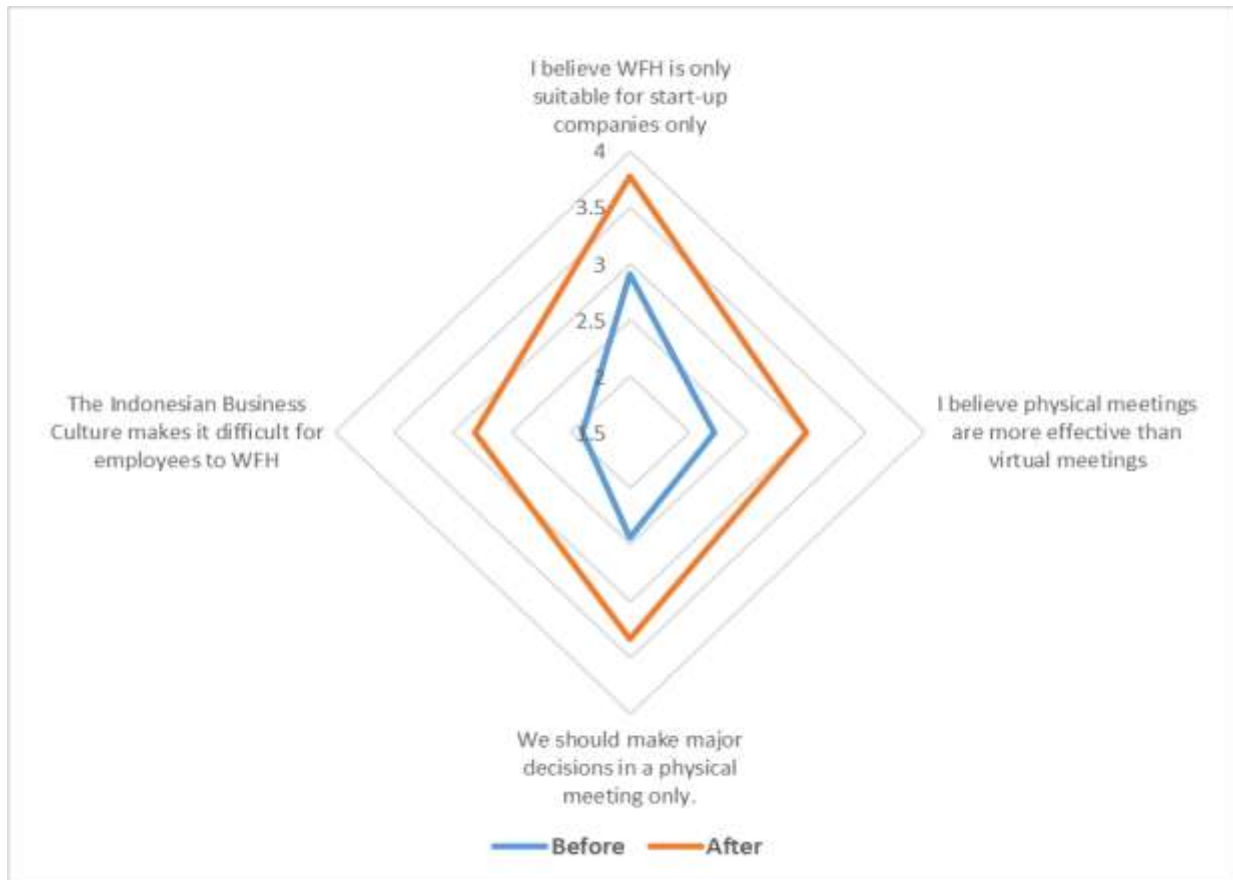 I believe WFH is only
suitable for start-up
companies only
4
3.5
3
2.5
2
1.5
The Indonesian Business
Culture makes it difficult for
employees to WFH
I believe physical meetings
are more effective than
virtual meetings
We should make major
decisions in a physical
meeting only.
Before After